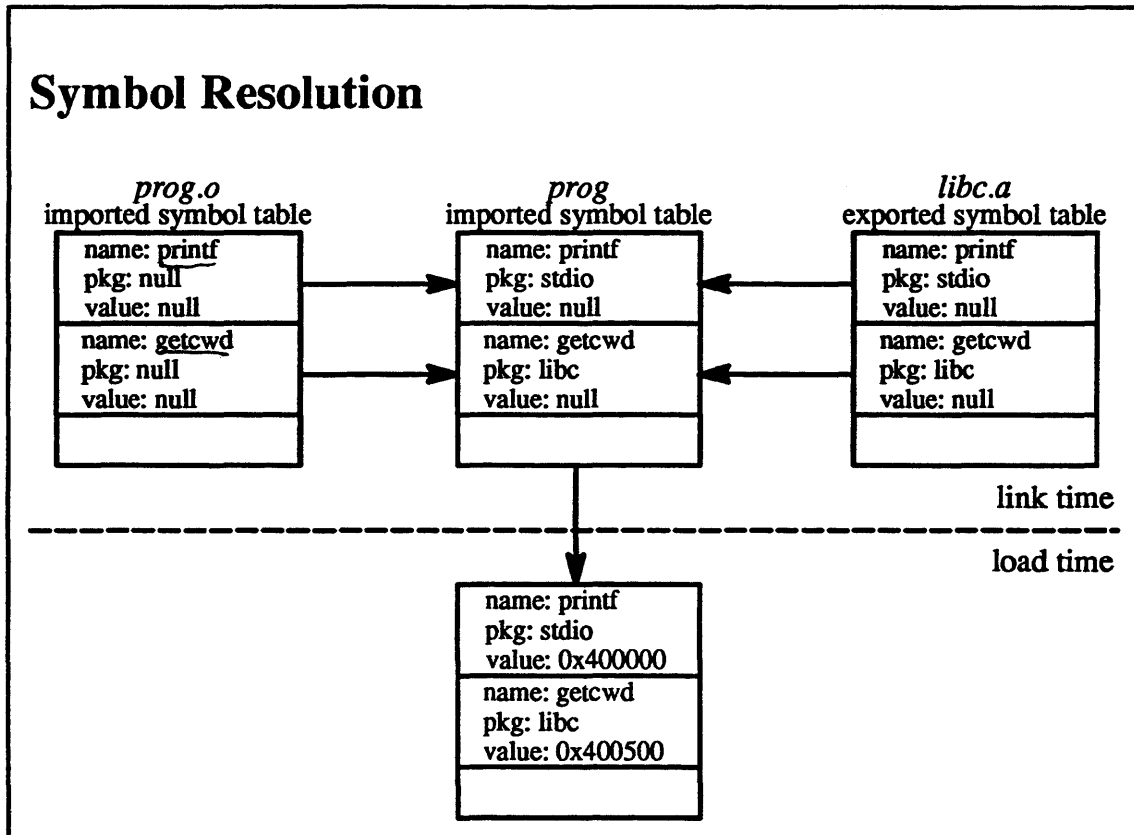 Symbol Resolution
prog.o
imported symbol table
name: printf
pkg: null
value: null
name: getcwd
pkg: null
value: null
prog
imported symbol table
name: printf
pkg: stdio
value: null
name: getcwd
pkg: libc
value: null
libc.a
exported symbol table
name: printf
pkg: stdio
value: null
name: getcwd
pkg: libc
value: null
link time
load time
name: printf
pkg: stdio
value: 0x400000
name: getcwd
pkg: libc
value: 0x400500